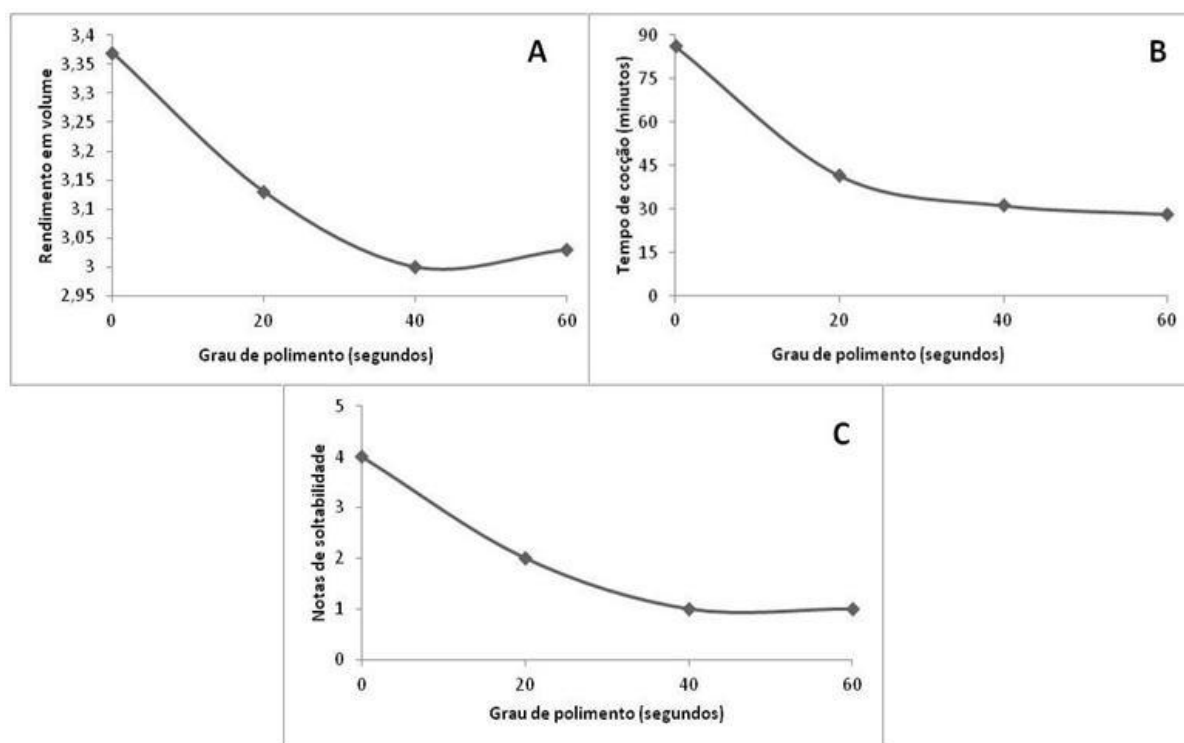 A
Rendimento em volume
3,4
3,35
3,3
3,25
3,2
3,15
3,1
3,05
3
2,95
0 20 40 60
Grau de polimento (segundos)
B
Tempo de cocção (minutos)
90
75
60
45
30
15
0
0 20 40 60
Grau de polimento (segundos)
C
Notas de soltabilidade
5
4
3
2
1
0
0 20 40 60
Grau de polimento (segundos)